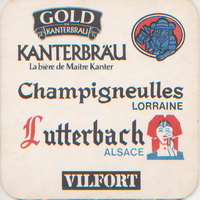 GOLD
KANTERBRÄU
KANTERBRÄU
La bière de Maître Kanter
Champigneulles
LORRAINE
Lutterbach
ALSACE
VILFORT